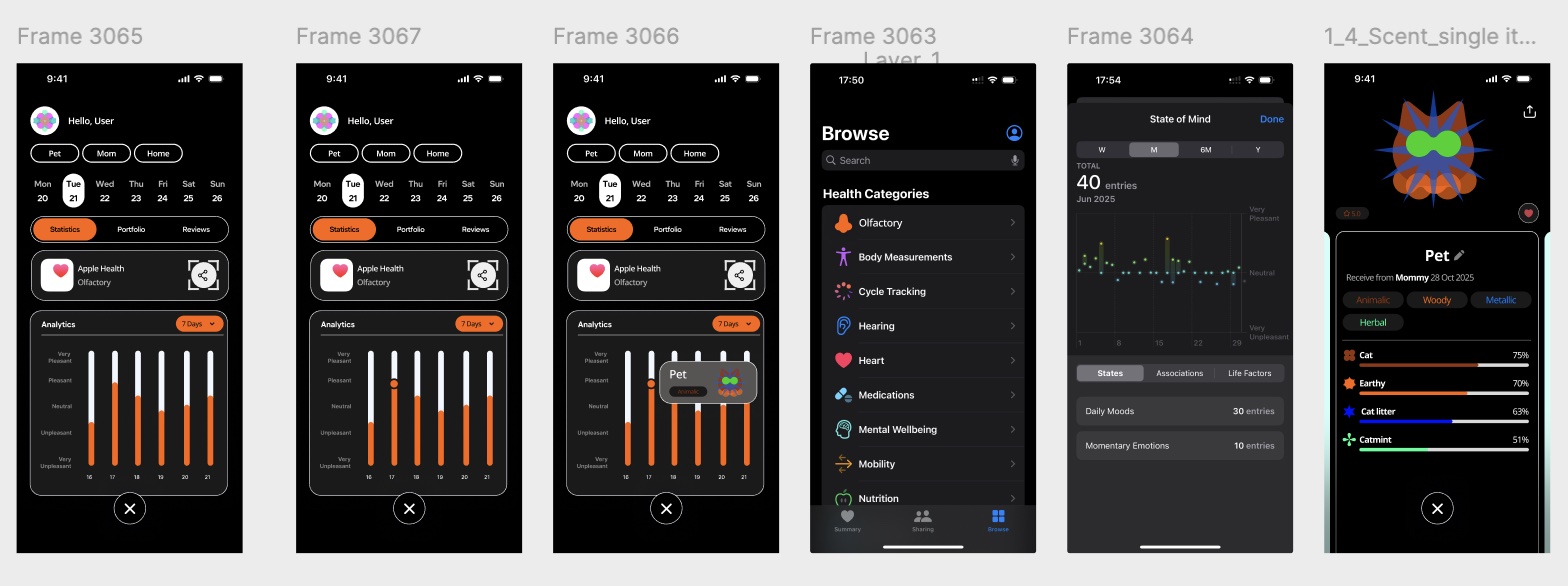 Frame 3065
9:41
Hello, User
Pet Mom Home
Mon Tue Wed Thu Fri Sat Sun
20 21 22 23 24 25 26
Statistics Portfolio Reviews
Apple Health
Olfactory
Analytics 7 Days
Very
Pleasant
Pleasant
Neutral
Unpleasant
Very
Unpleasant
16 17 18 19 20 21
Frame 3067
9:41
Hello, User
Pet Mom Home
Mon Tue Wed Thu Fri Sat Sun
20 21 22 23 24 25 26
Statistics Portfolio Reviews
Apple Health
Olfactory
Analytics 7 Days
Very
Pleasant
Pleasant
Neutral
Unpleasant
Very
Unpleasant
16 17 18 19 20 21
Frame 3066
9:41
Hello, User
Pet Mom Home
Mon Tue Wed Thu Fri Sat Sun
20 21 22 23 24 25 26
Statistics Portfolio Reviews
Apple Health
Olfactory
Analytics 7 Days
Very
Pleasant
Pleasant
Neutral
Unpleasant
Very
Unpleasant
Pet
Animalic
16 17 18 19 20 21
Frame 3063
Layer 1
17:50
Browse
Search
Health Categories
Olfactory
Body Measurements
Cycle Tracking
Hearing
Heart
Medications
Mental Wellbeing
Mobility
Nutrition
Summary Sharing Browse
Frame 3064
17:54
State of Mind Done
W M 6M Y
TOTAL
40 entries
Jun 2025
Very
Pleasant
Neutral
Very
Unpleasant
1 8 15 22 29
States Associations Life Factors
Daily Moods 30 entries
Momentary Emotions 10 entries
1_4_Scent_single it...
9:41
5.0
Pet
Receive from Mommy 28 Oct 2025
Animalic Woody Metallic
Herbal
Cat 75%
Earthy 70%
Cat litter 63%
Catmint 51%